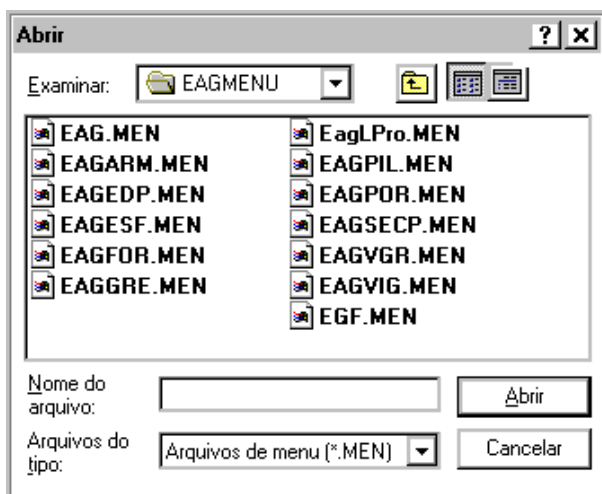 Abrir
Examinar: EAGMENU
EAG.MEN EagLPro.MEN
EAGARM.MEN EAGPIL.MEN
EAGEDP.MEN EAGPOR.MEN
EAGESF.MEN EAGSECP.MEN
EAGFOR.MEN EAGVGR.MEN
EAGGRE.MEN EAGVIG.MEN
EGF.MEN
Nome do
arquivo: Abrir
Arquivos do
tipo: Arquivos de menu (*.MEN) Cancelar